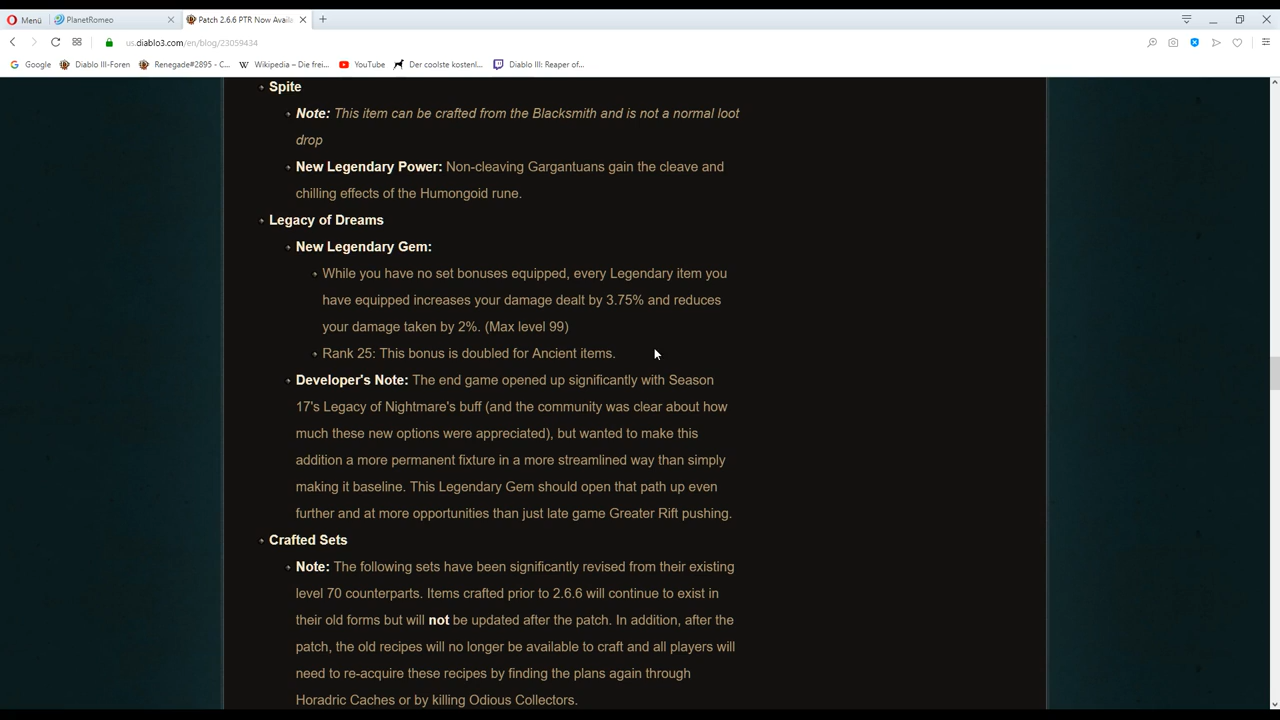 Menü
PlanetRomeo
Patch 2.6.6 PTR Now Availa
us.diablo3.com/en/blog/23059434
Google
Diablo III-Foren
Renegade#2895 - C...
Wikipedia – Die frei...
YouTube
Der coolste kostenl...
Diablo III: Reaper of...
Spite
Note: This item can be crafted from the Blacksmith and is not a normal loot
drop
New Legendary Power: Non-cleaving Gargantuans gain the cleave and
chilling effects of the Humongoid rune.
Legacy of Dreams
New Legendary Gem:
While you have no set bonuses equipped, every Legendary item you
have equipped increases your damage dealt by 3.75% and reduces
your damage taken by 2%. (Max level 99)
Rank 25: This bonus is doubled for Ancient items.
Developer's Note: The end game opened up significantly with Season
17's Legacy of Nightmare's buff (and the community was clear about how
much these new options were appreciated), but wanted to make this
addition a more permanent fixture in a more streamlined way than simply
making it baseline. This Legendary Gem should open that path up even
further and at more opportunities than just late game Greater Rift pushing.
Crafted Sets
Note: The following sets have been significantly revised from their existing
level 70 counterparts. Items crafted prior to 2.6.6 will continue to exist in
their old forms but will not be updated after the patch. In addition, after the
patch, the old recipes will no longer be available to craft and all players will
need to re-acquire these recipes by finding the plans again through
Horadric Caches or by killing Odious Collectors.